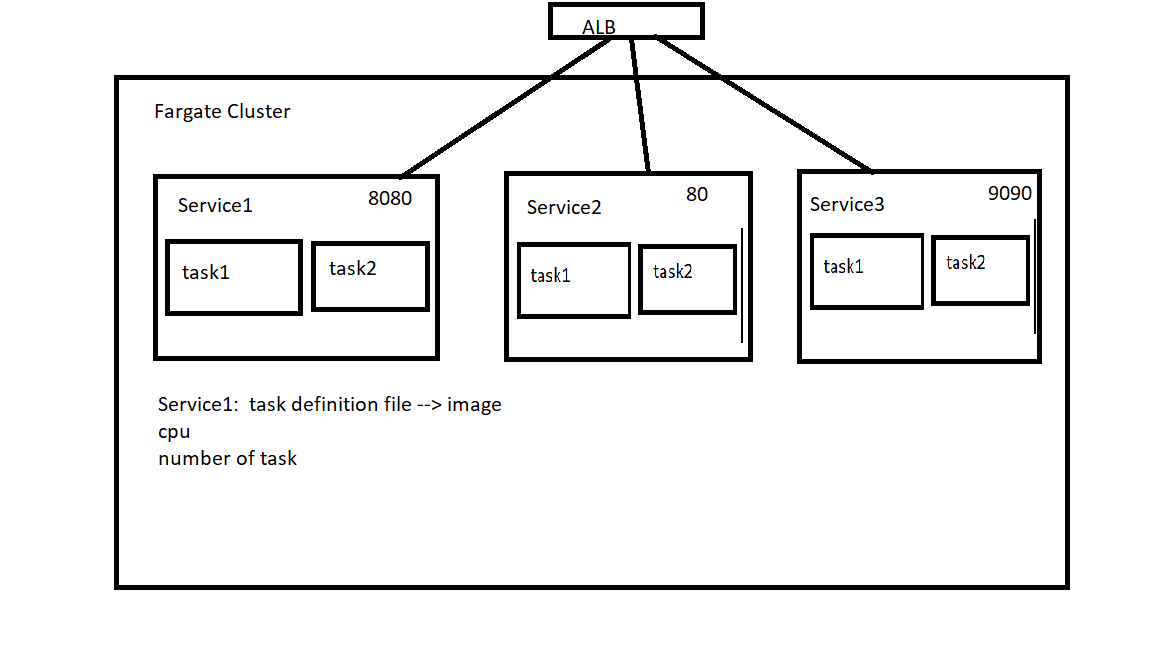 ALB
Fargate Cluster
Service1 8080
task1 task2
Service2 80
task1 task2
Service3 9090
task1 task2
Service1:  task definition file --> image
cpu
number of task